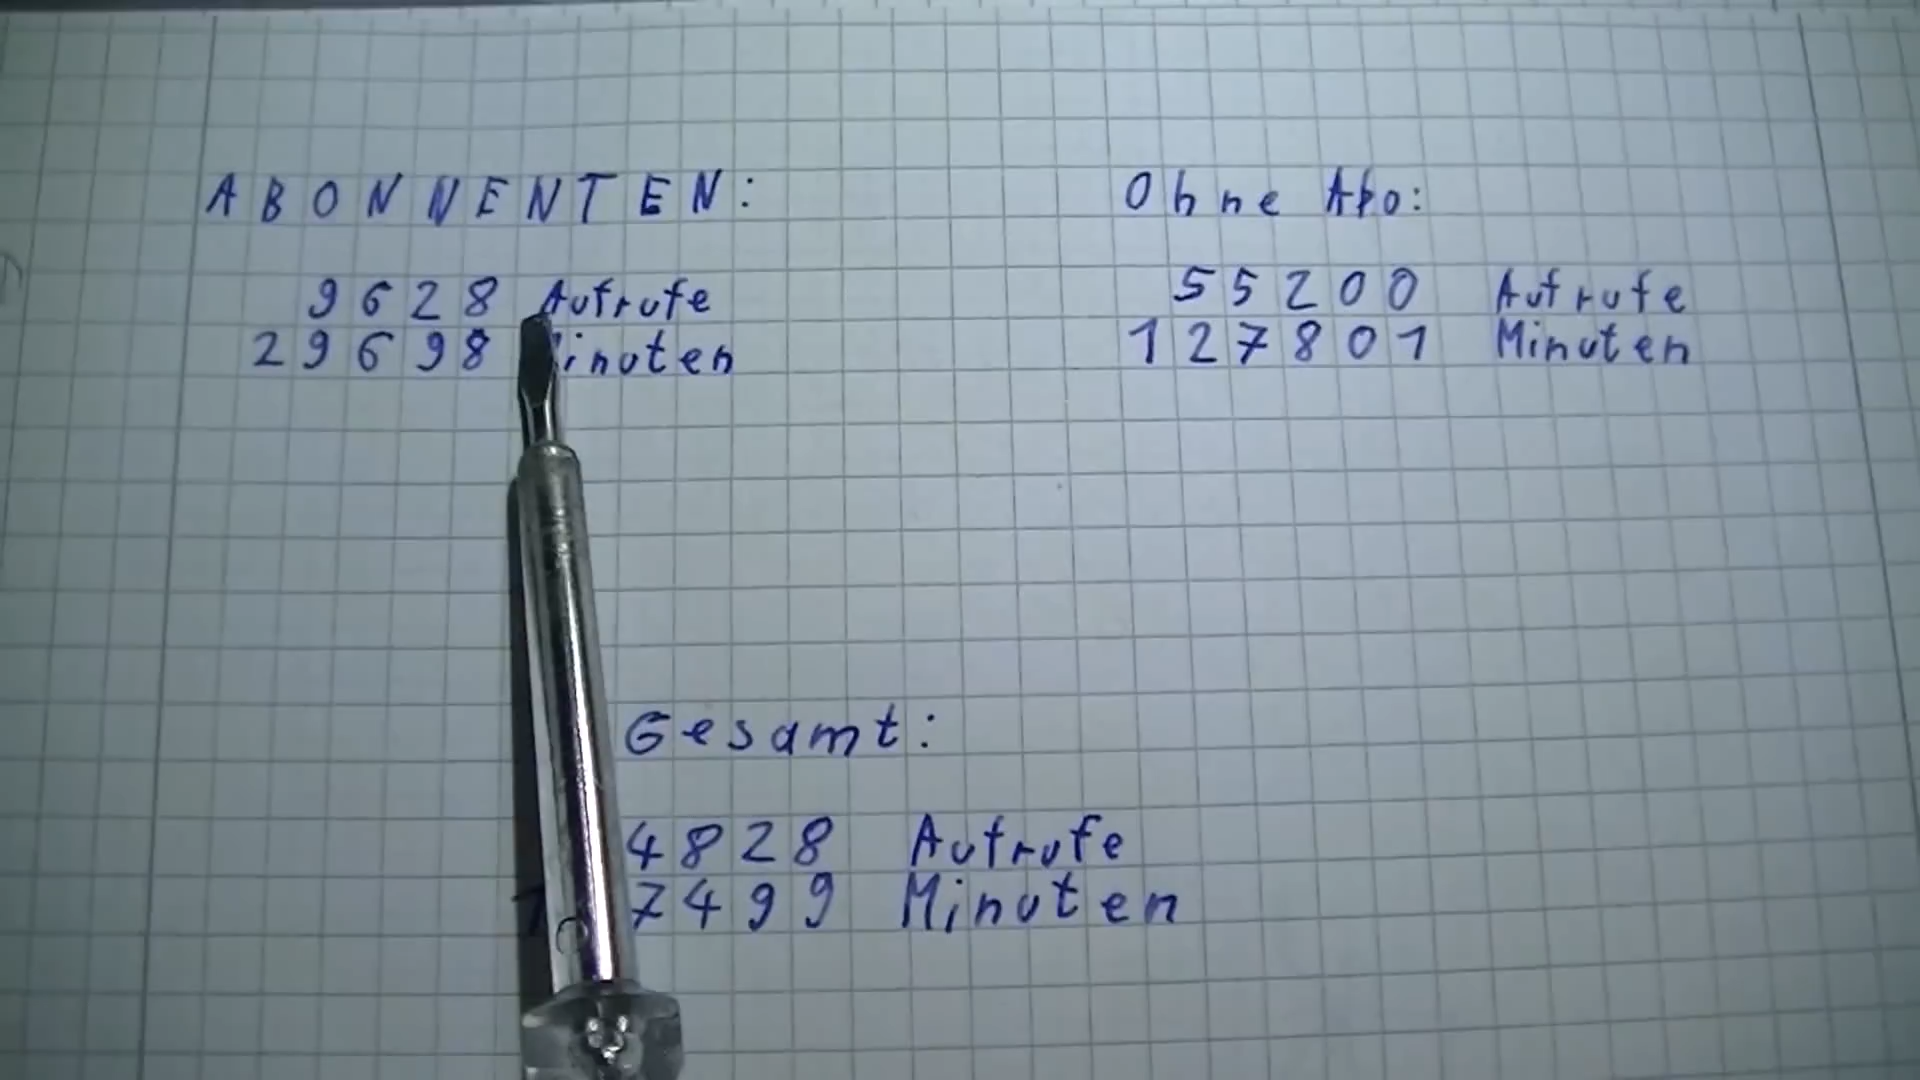 ABONNENTEN:
9628 Aufrufe
29698 Minuten
Ohne Abo:
55200 Aufrufe
127801 Minuten
Gesamt:
4828 Aufrufe
7499 Minuten